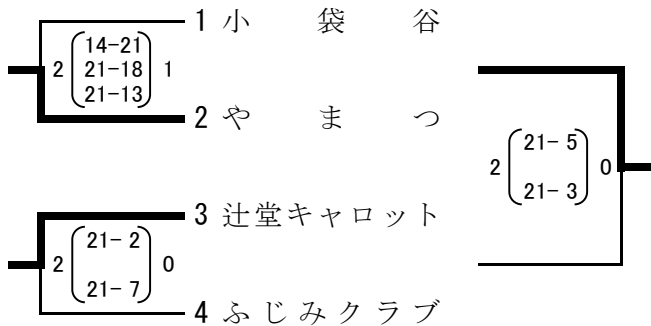 1 小袋谷
2 (14-21 21-18 21-13) 1
2 やまつ
2 (21-5 21-3) 0
3 辻堂キャロット
2 (21-2 21-7) 0
4 ふじみクラブ